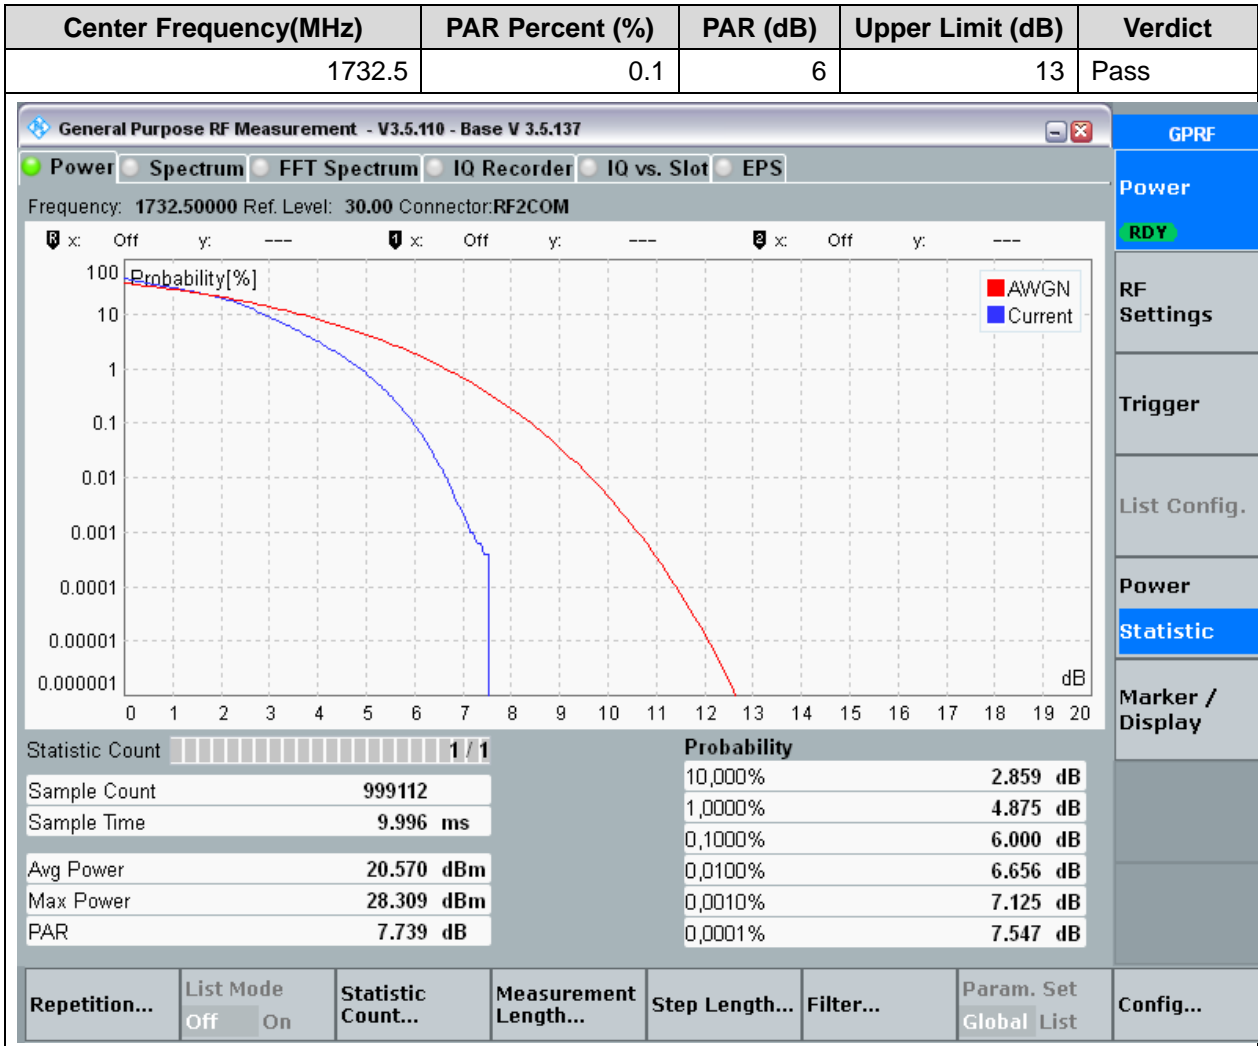 Center Frequency(MHz) PAR Percent (%) PAR (dB) Upper Limit (dB) Verdict
1732.5 0.1 6 13 Pass
General Purpose RF Measurement - V3.5.110 - Base V 3.5.137
GPRF
Power Spectrum FFT Spectrum IQ Recorder IQ vs. Slot EPS
Frequency: 1732.50000 Ref. Level: 30.00 Connector:RF2COM
R x: Off y: --- 1 x: Off y: --- 2 x: Off y: ---
Probability[%]
AWGN
Current
100
10
1
0.1
0.01
0.001
0.0001
0.00001
0.000001
dB
0 1 2 3 4 5 6 7 8 9 10 11 12 13 14 15 16 17 18 19 20
Statistic Count 1 / 1
Sample Count 999112
Sample Time 9.996 ms
Avg Power 20.570 dBm
Max Power 28.309 dBm
PAR 7.739 dB
Probability
10,000% 2.859 dB
1,0000% 4.875 dB
0,1000% 6.000 dB
0,0100% 6.656 dB
0,0010% 7.125 dB
0,0001% 7.547 dB
Power
RDY
RF
Settings
Trigger
List Config.
Power
Statistic
Marker /
Display
Repetition...
List Mode
Off On
Statistic
Count...
Measurement
Length...
Step Length...
Filter...
Param. Set
Global List
Config...